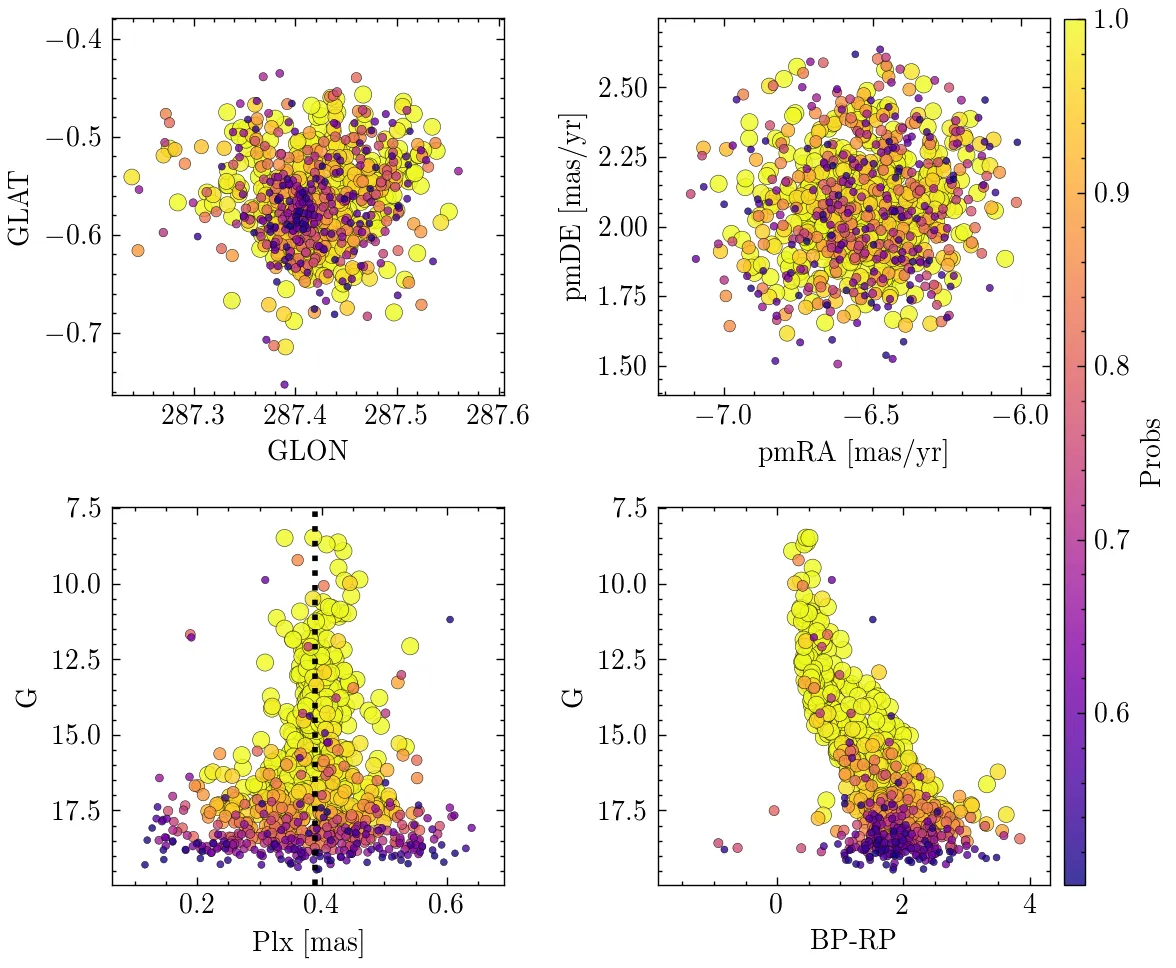 −0.4
−0.5
−0.6
−0.7
GLAT
287.3 287.4 287.5 287.6
GLON
2.50
2.25
2.00
1.75
1.50
pmDE [mas/yr]
−7.0 −6.5 −6.0
pmRA [mas/yr]
7.5
10.0
12.5
15.0
17.5
G
0.2 0.4 0.6
Plx [mas]
7.5
10.0
12.5
15.0
17.5
G
0 2 4
BP-RP
1.0
0.9
0.8
0.7
0.6
Probs